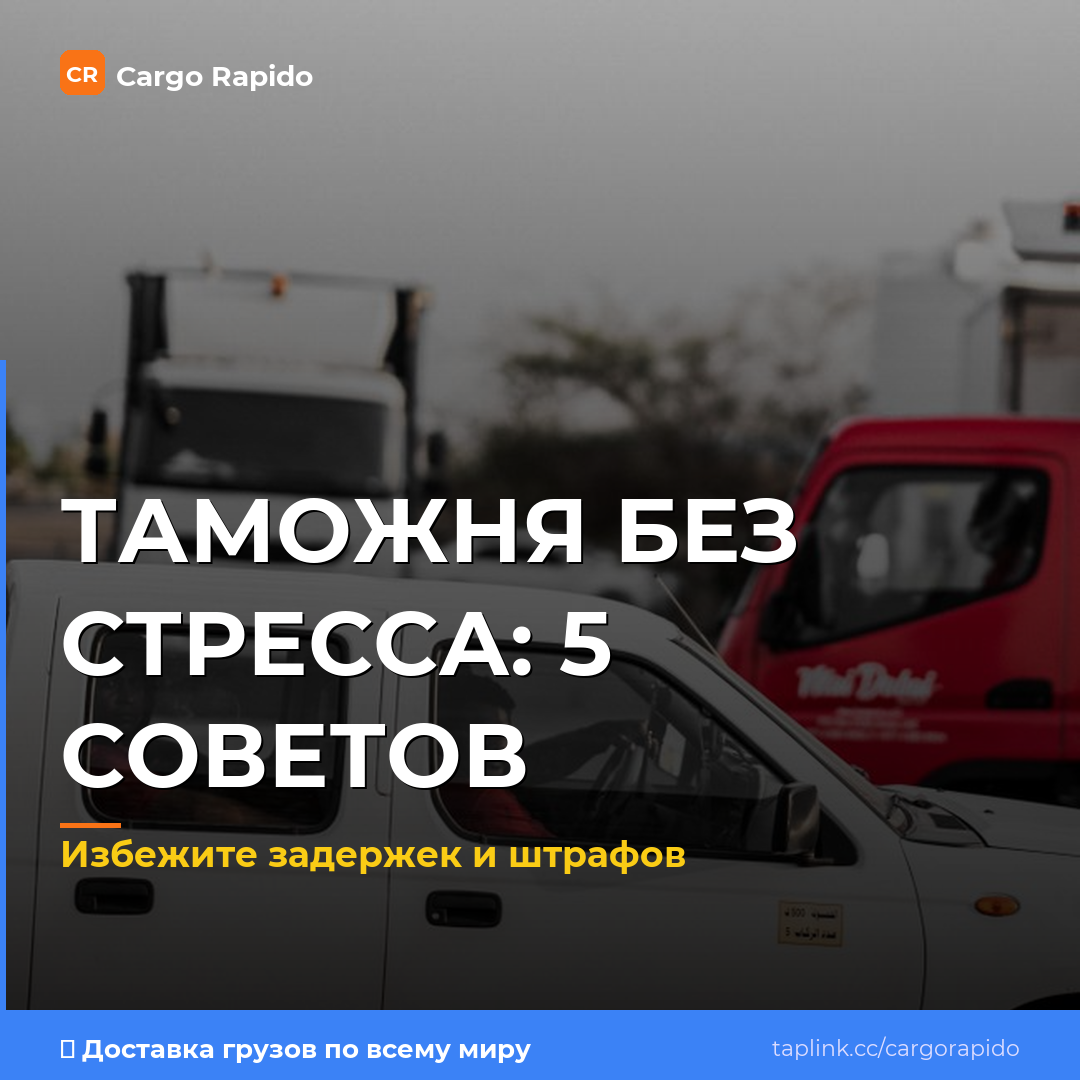 CR Cargo Rapido
ТАМОЖНЯ БЕЗ
СТРЕССА: 5
СОВЕТОВ
Избежите задержек и штрафов
Доставка грузов по всему миру
taplink.cc/cargorapido